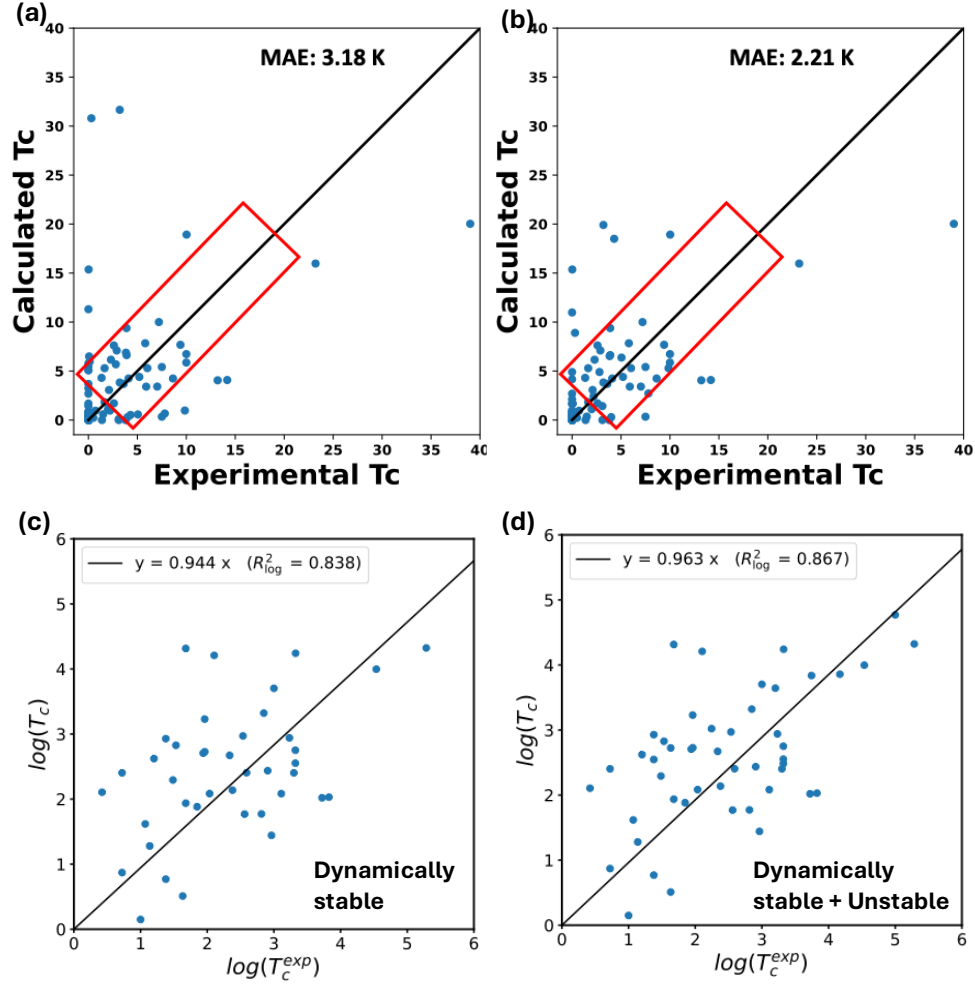 (a)
MAE: 3.18 K
40
35
30
25
20
15
10
5
0
Calculated Tc
0 5 10 15 20 25 30 35 40
Experimental Tc
(b)
MAE: 2.21 K
40
35
30
25
20
15
10
5
0
Calculated Tc
0 5 10 15 20 25 30 35 40
Experimental Tc
(c)
y = 0.944 x (R²log = 0.838)
6
5
4
3
2
1
0
log(Tc)
Dynamically
stable
0 1 2 3 4 5 6
log(Tc^exp)
(d)
y = 0.963 x (R²log = 0.867)
6
5
4
3
2
1
0
log(Tc)
Dynamically
stable + Unstable
0 1 2 3 4 5 6
log(Tc^exp)